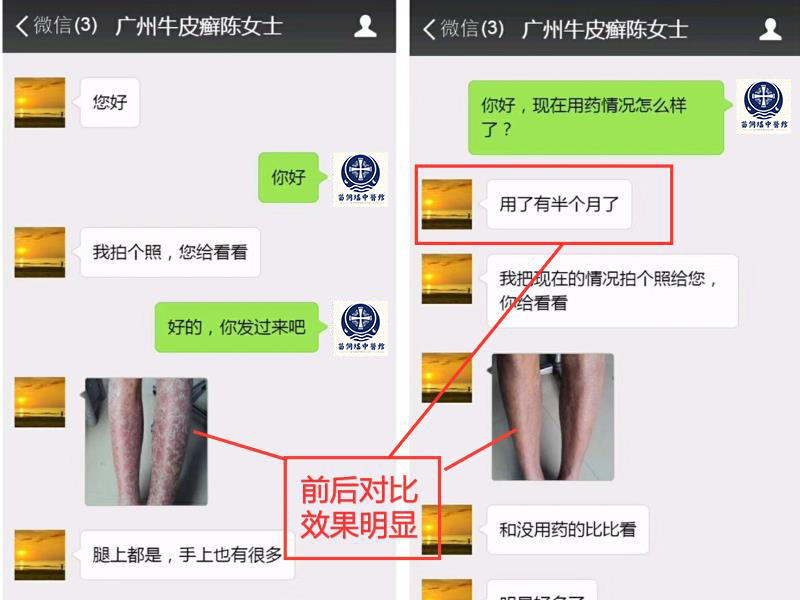 微信(3) 广州牛皮癣陈女士
您好
你好
我拍个照，您给看看
好的，你发过来吧
腿上都是，手上也有很多
微信(3) 广州牛皮癣陈女士
你好，现在用药情况怎么样
了？
用了有半个月了
我把现在的情况拍个照给您，
你给看看
和没用药的比比看
明显好多了
前后对比
效果明显